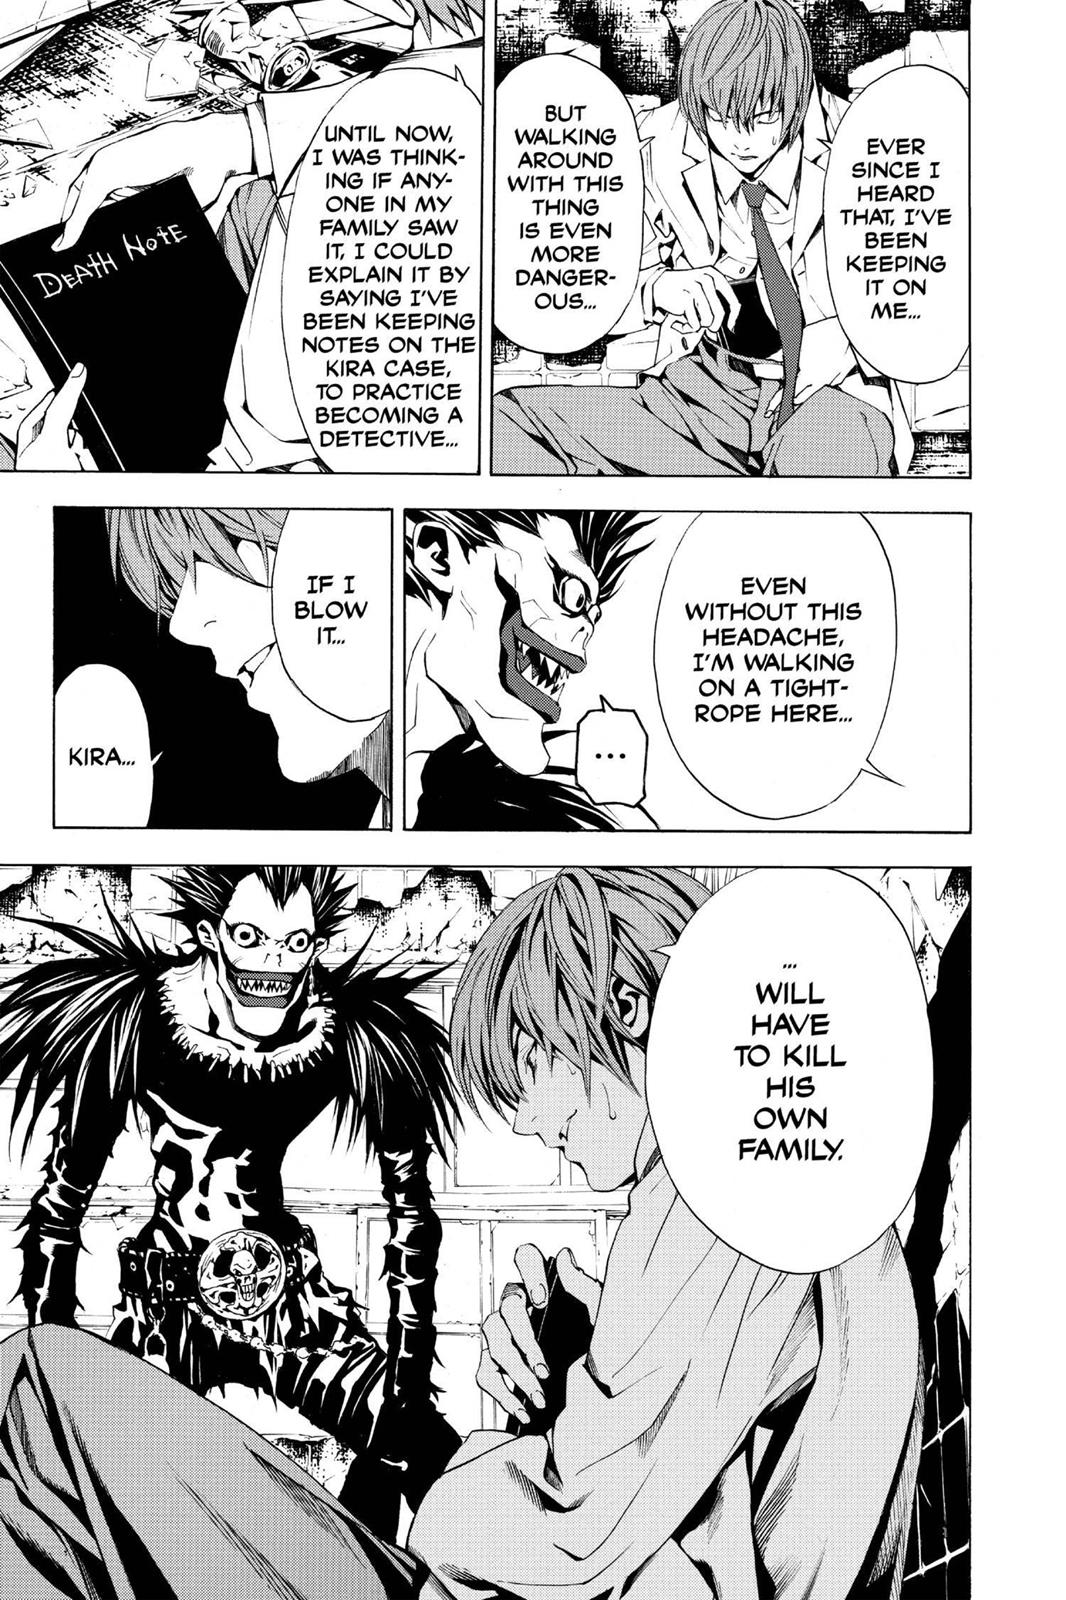 EVER
SINCE I
HEARD
THAT, I'VE
BEEN
KEEPING
IT ON
ME...
BUT
WALKING
AROUND
WITH THIS
THING
IS EVEN
MORE
DANGER-
OUS...
UNTIL NOW,
I WAS THINK-
ING IF ANY-
ONE IN MY
FAMILY SAW
IT, I COULD
EXPLAIN IT BY
SAYING I'VE
BEEN KEEPING
NOTES ON THE
KIRA CASE,
TO PRACTICE
BECOMING A
DETECTIVE...
DEATH NOTE
EVEN
WITHOUT THIS
HEADACHE,
I'M WALKING
ON A TIGHT-
ROPE HERE...
...
IF I
BLOW
IT...
KIRA...
...
WILL
HAVE
TO KILL
HIS
OWN
FAMILY.